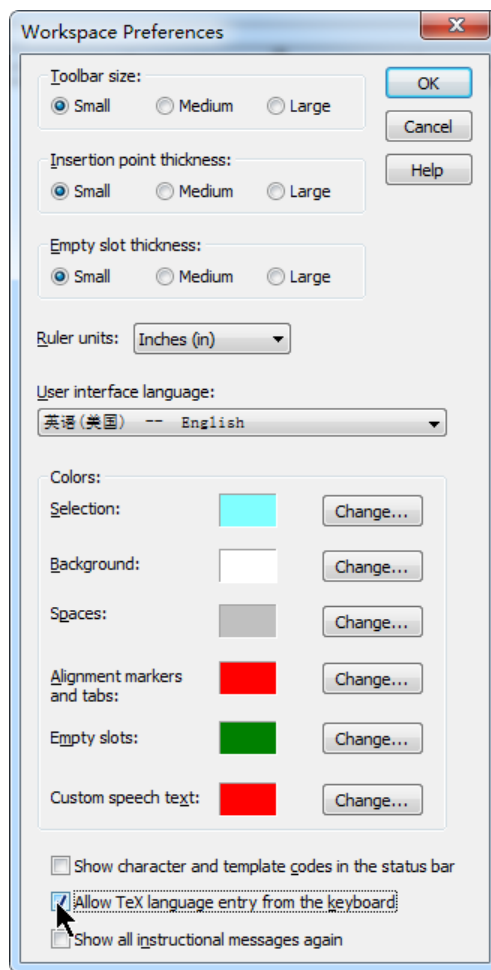 Workspace Preferences
Toolbar size:
Small Medium Large
OK
Cancel
Insertion point thickness:
Small Medium Large
Help
Empty slot thickness:
Small Medium Large
Ruler units: Inches (in)
User interface language:
英语(美国) -- English
Colors:
Selection: Change...
Background: Change...
Spaces: Change...
Alignment markers
and tabs: Change...
Empty slots: Change...
Custom speech text: Change...
Show character and template codes in the status bar
Allow TeX language entry from the keyboard
Show all instructional messages again